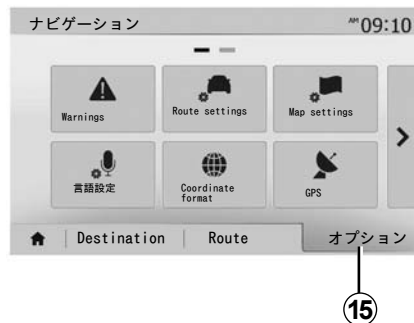 ナビゲーション
AM 09:10
Warnings
Route settings
Map settings
言語設定
Coordinate
format
GPS
Destination
Route
オプション
15